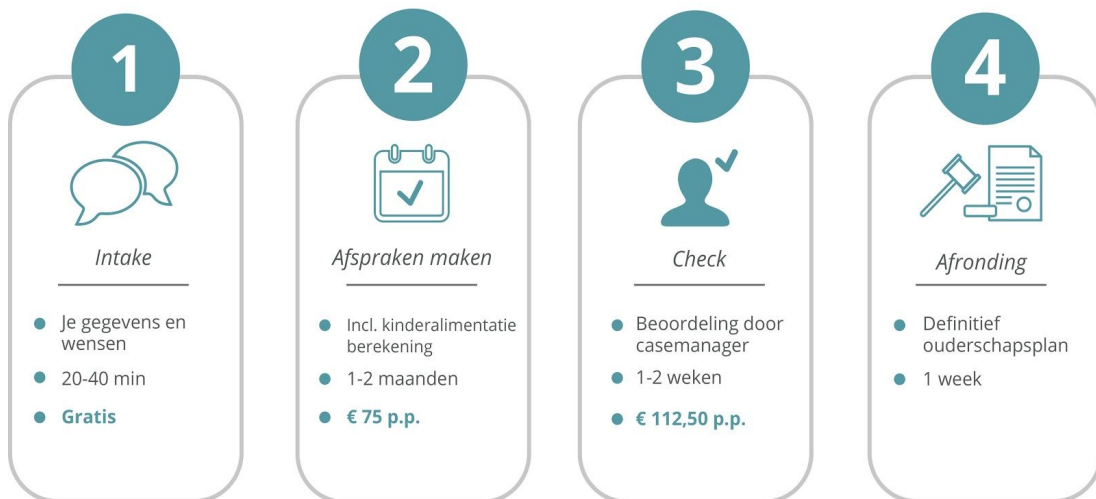 1
Intake
Je gegevens en
wensen
20-40 min
Gratis
2
Afspraken maken
Incl. kinderalimentatie
berekening
1-2 maanden
€ 75 p.p.
3
Check
Beoordeling door
casemanager
1-2 weken
€ 112,50 p.p.
4
Afronding
Definitief
ouderschapsplan
1 week